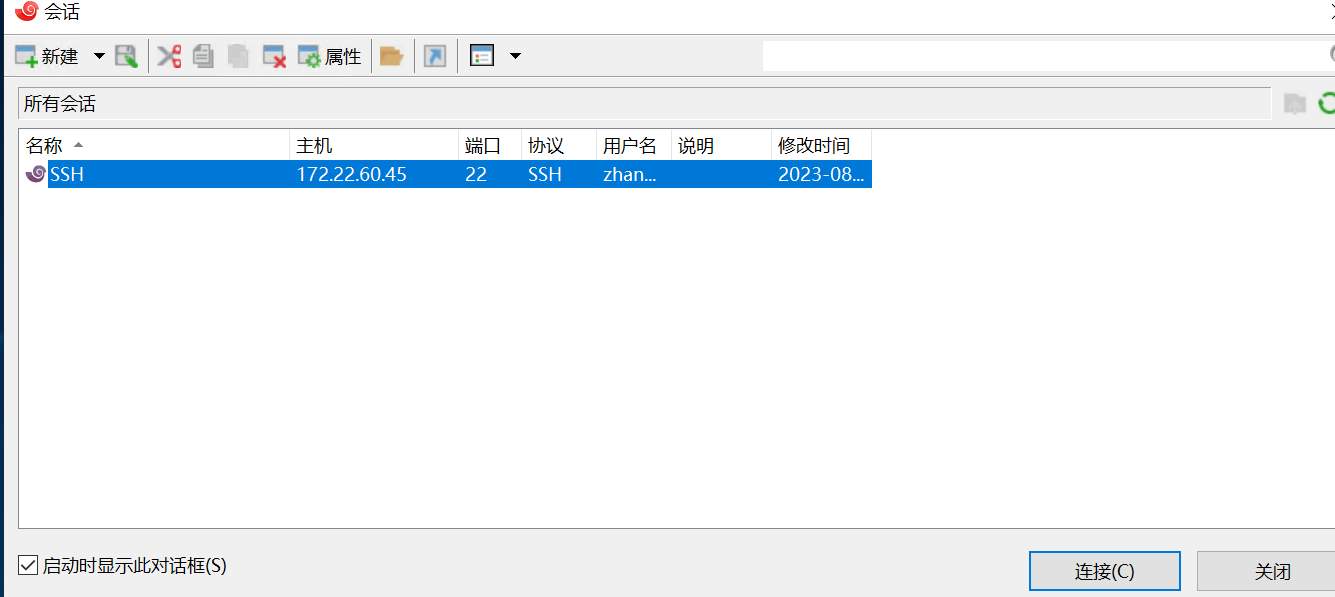 会话
新建 属性
所有会话
名称 主机 端口 协议 用户名 说明 修改时间
SSH 172.22.60.45 22 SSH zhan... 2023-08...
启动时显示此对话框(S)
连接(C) 关闭